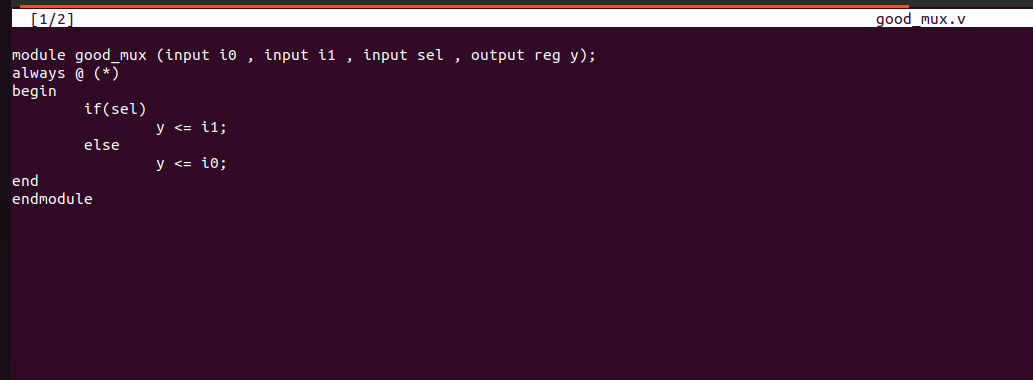 [1/2] good_mux.v
module good_mux (input i0 , input i1 , input sel , output reg y);
always @ (*)
begin
        if(sel)
                y <= i1;
        else
                y <= i0;
end
endmodule